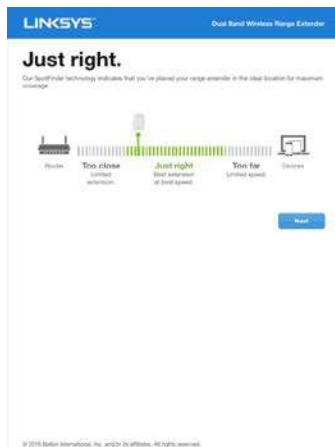 LINKSYS
Dual Band Wireless Range Extender
Just right.
Our SpotFinder technology indicates that you've placed your range extender in the ideal location for maximum
coverage.
Router
Too close
Limited
extension.
Just right
Best extension
at best speed.
Too far
Limited speed.
Devices
Next
© 2016 Belkin International, Inc. and/or its affiliates. All rights reserved.